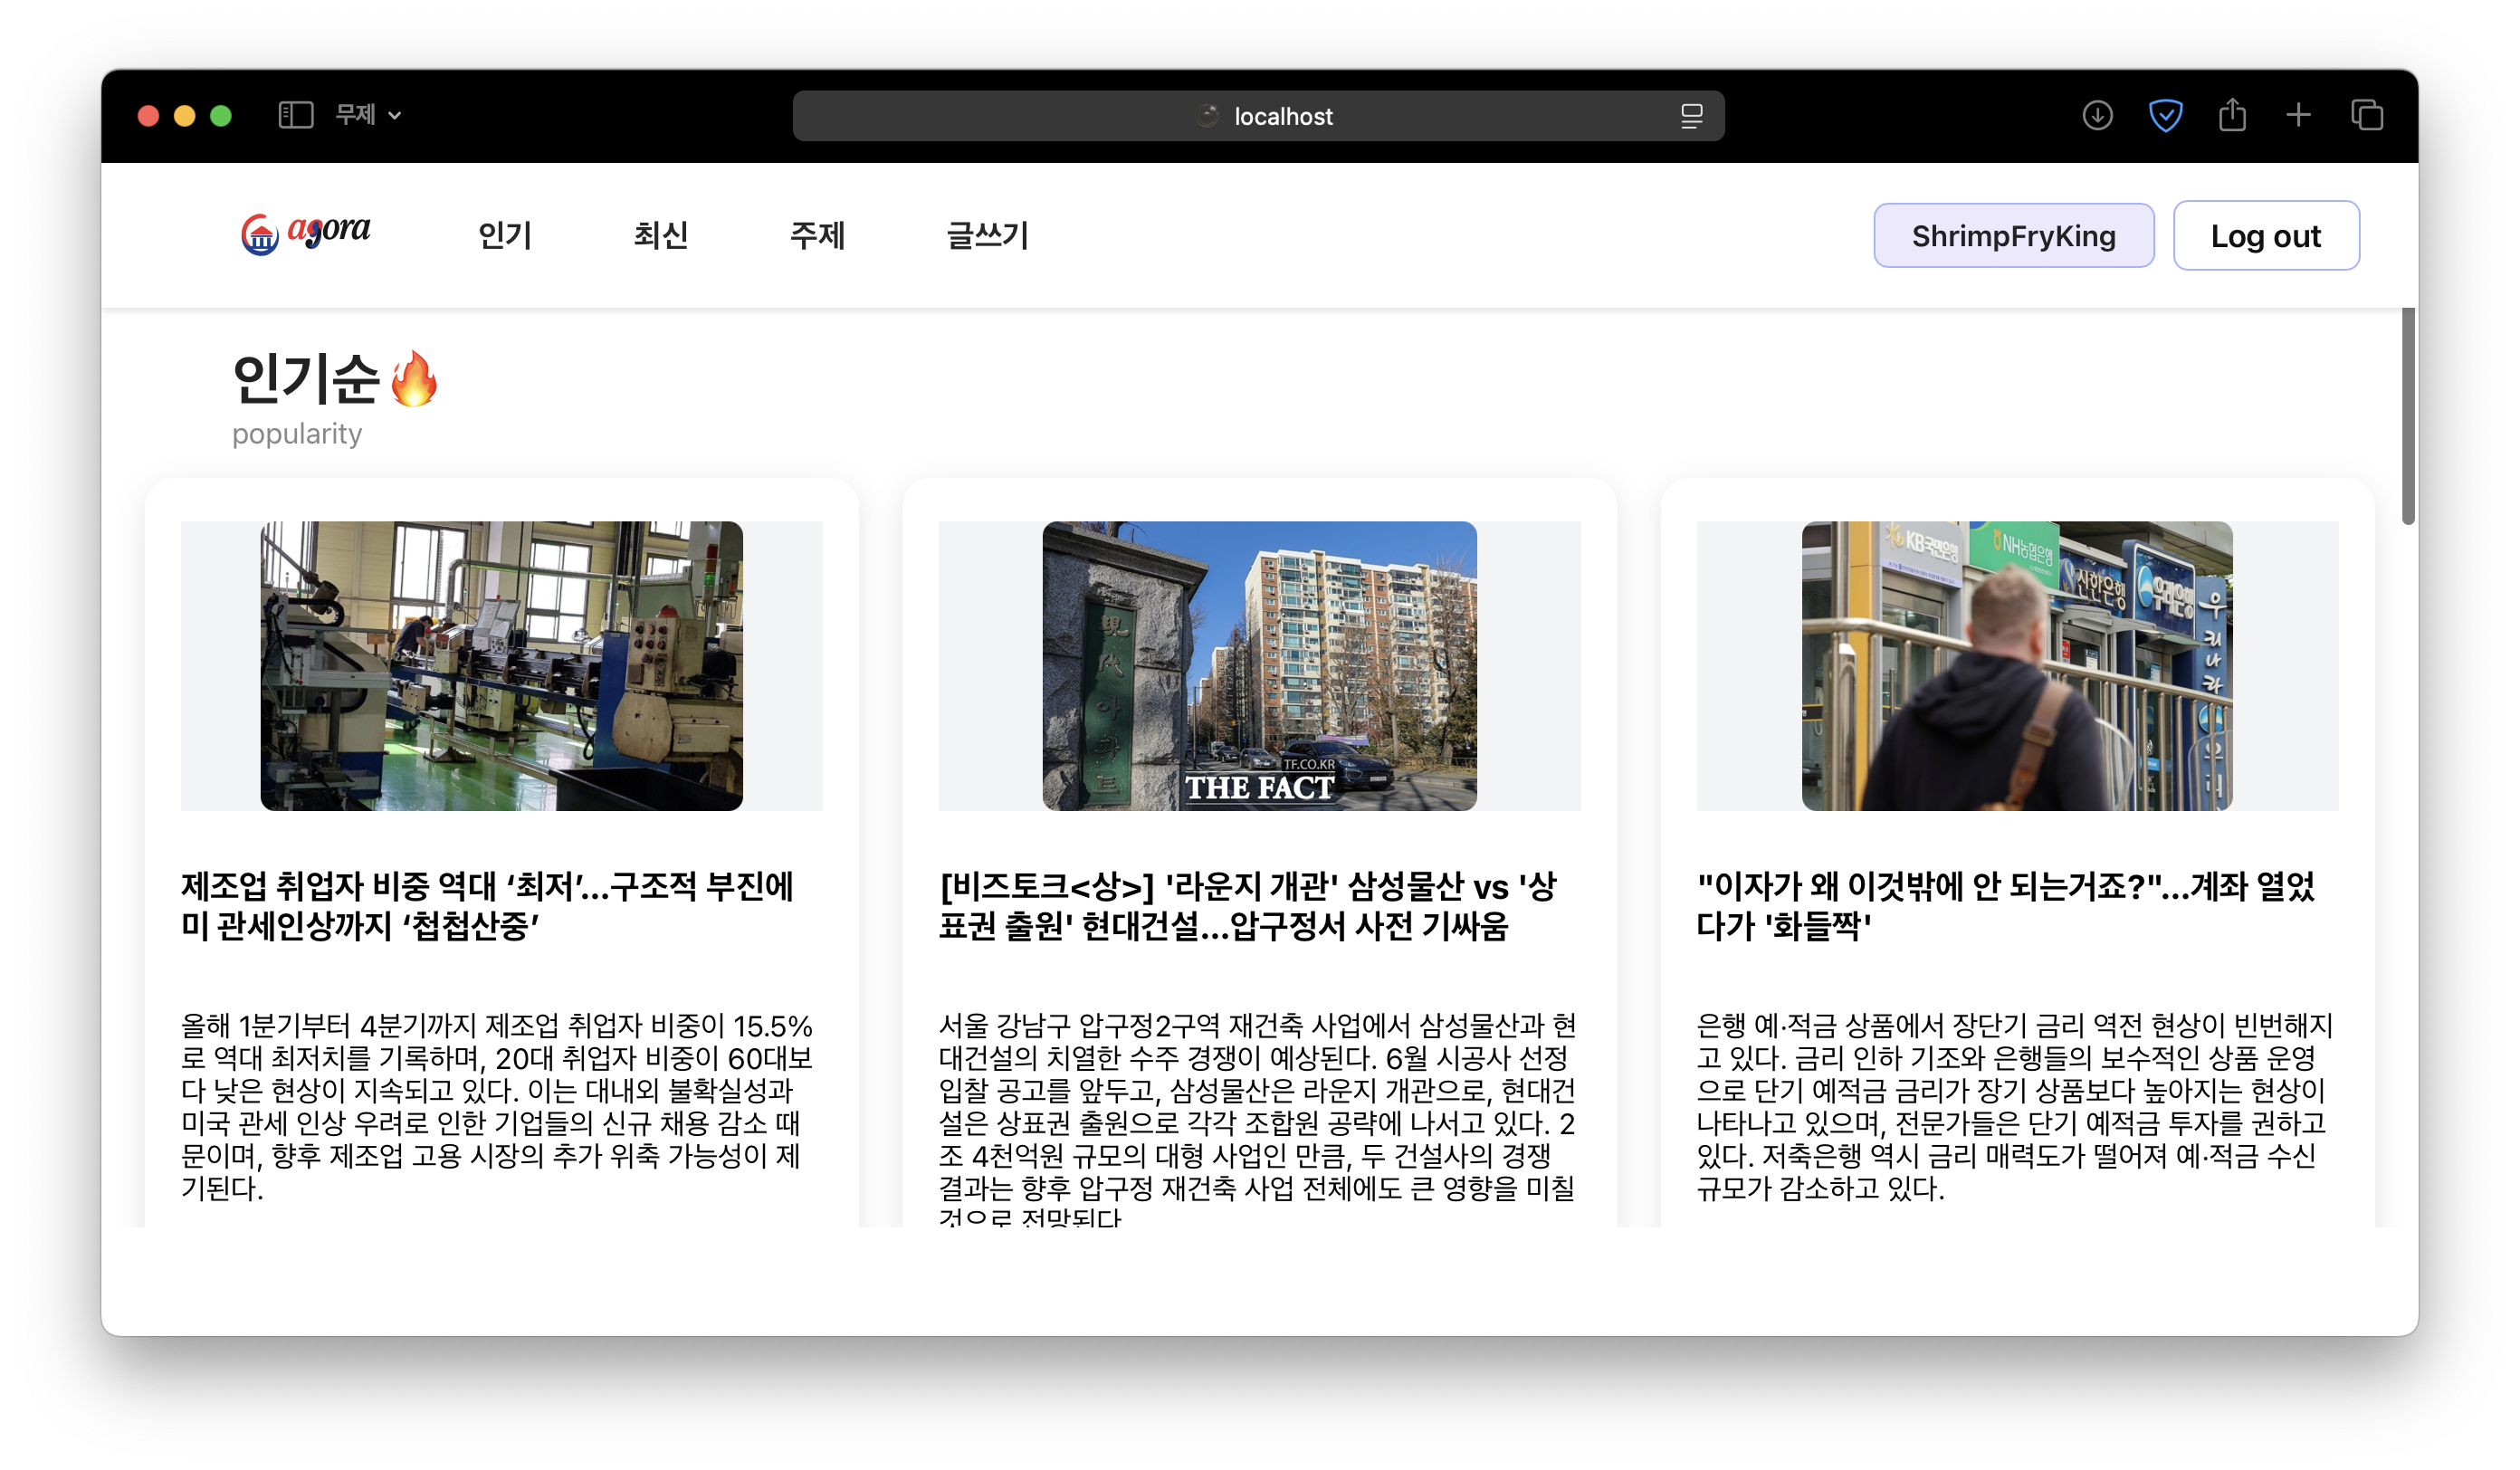 무제
localhost
agora
인기
최신
주제
글쓰기
ShrimpFryKing
Log out
인기순🔥
popularity
現代아파트
TF.CO.KR
THE FACT
KB국민은행
NH농협은행
신한은행
우리은행
우리나라
제조업 취업자 비중 역대 ‘최저’...구조적 부진에
미 관세인상까지 ‘첩첩산중’
올해 1분기부터 4분기까지 제조업 취업자 비중이 15.5%
로 역대 최저치를 기록하며, 20대 취업자 비중이 60대보
다 낮은 현상이 지속되고 있다. 이는 대내외 불확실성과
미국 관세 인상 우려로 인한 기업들의 신규 채용 감소 때
문이며, 향후 제조업 고용 시장의 추가 위축 가능성이 제
기된다.
[비즈토크<상>] '라운지 개관' 삼성물산 vs '상
표권 출원' 현대건설...압구정서 사전 기싸움
서울 강남구 압구정2구역 재건축 사업에서 삼성물산과 현
대건설의 치열한 수주 경쟁이 예상된다. 6월 시공사 선정
입찰 공고를 앞두고, 삼성물산은 라운지 개관으로, 현대건
설은 상표권 출원으로 각각 조합원 공략에 나서고 있다. 2
조 4천억원 규모의 대형 사업인 만큼, 두 건설사의 경쟁
결과는 향후 압구정 재건축 사업 전체에도 큰 영향을 미칠
것으로 전망된다
"이자가 왜 이것밖에 안 되는거죠?"...계좌 열었
다가 '화들짝'
은행 예·적금 상품에서 장단기 금리 역전 현상이 빈번해지
고 있다. 금리 인하 기조와 은행들의 보수적인 상품 운영
으로 단기 예적금 금리가 장기 상품보다 높아지는 현상이
나타나고 있으며, 전문가들은 단기 예적금 투자를 권하고
있다. 저축은행 역시 금리 매력도가 떨어져 예·적금 수신
규모가 감소하고 있다.